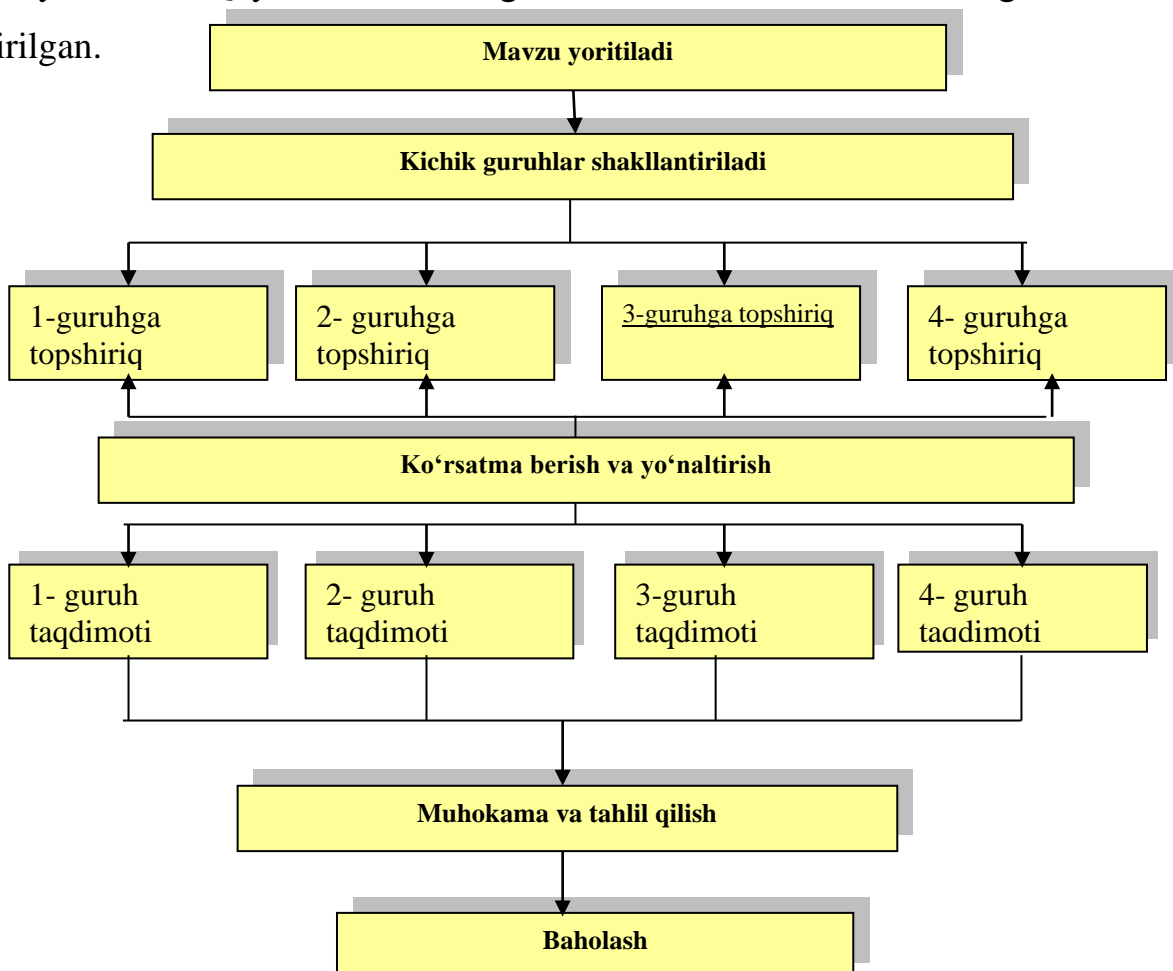 irilgan.
Mavzu yoritiladi
Kichik guruhlar shakllantiriladi
1-guruhga
topshiriq
2- guruhga
topshiriq
3-guruhga topshiriq
4- guruhga
topshiriq
Ko‘rsatma berish va yo‘naltirish
1- guruh
taqdimoti
2- guruh
taqdimoti
3-guruh
taqdimoti
4- guruh
taqdimoti
Muhokama va tahlil qilish
Baholash